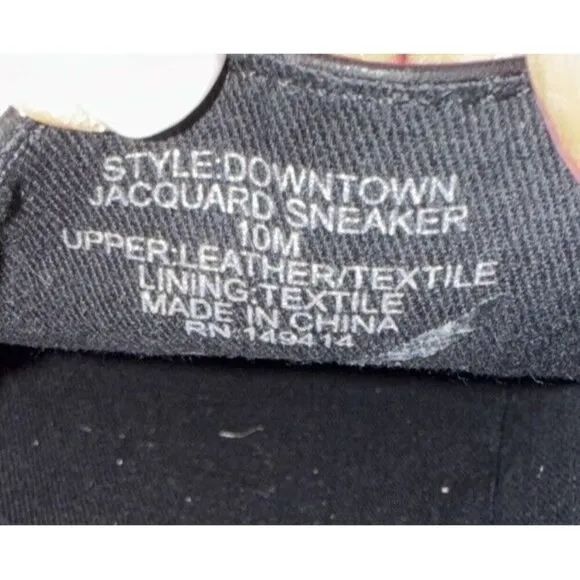 STYLE:DOWNTOWN
JACQUARD SNEAKER
10M
UPPER:LEATHER/TEXTILE
LINING:TEXTILE
MADE IN CHINA
RN:149414